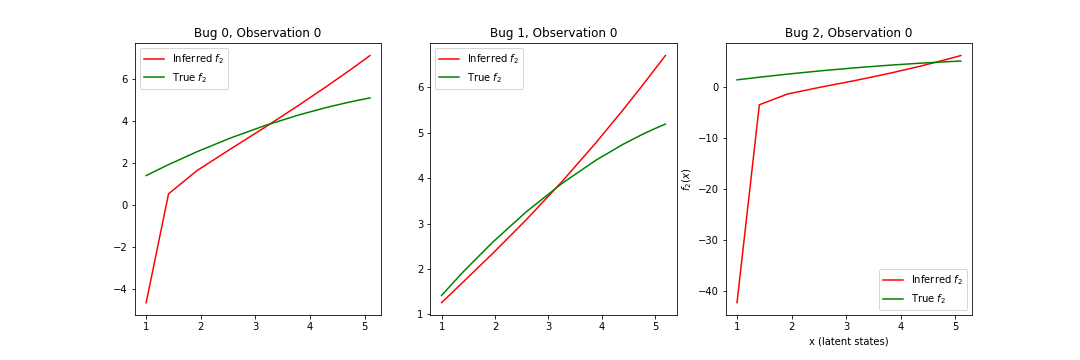 Bug 0, Observation 0
Inferred f₂
True f₂
6
4
2
0
−2
−4
1
2
3
4
5
Bug 1, Observation 0
Inferred f₂
True f₂
6
5
4
3
2
1
1
2
3
4
5
Bug 2, Observation 0
f₂(x)
0
−10
−20
−30
−40
Inferred f₂
True f₂
1
2
3
4
5
x (latent states)